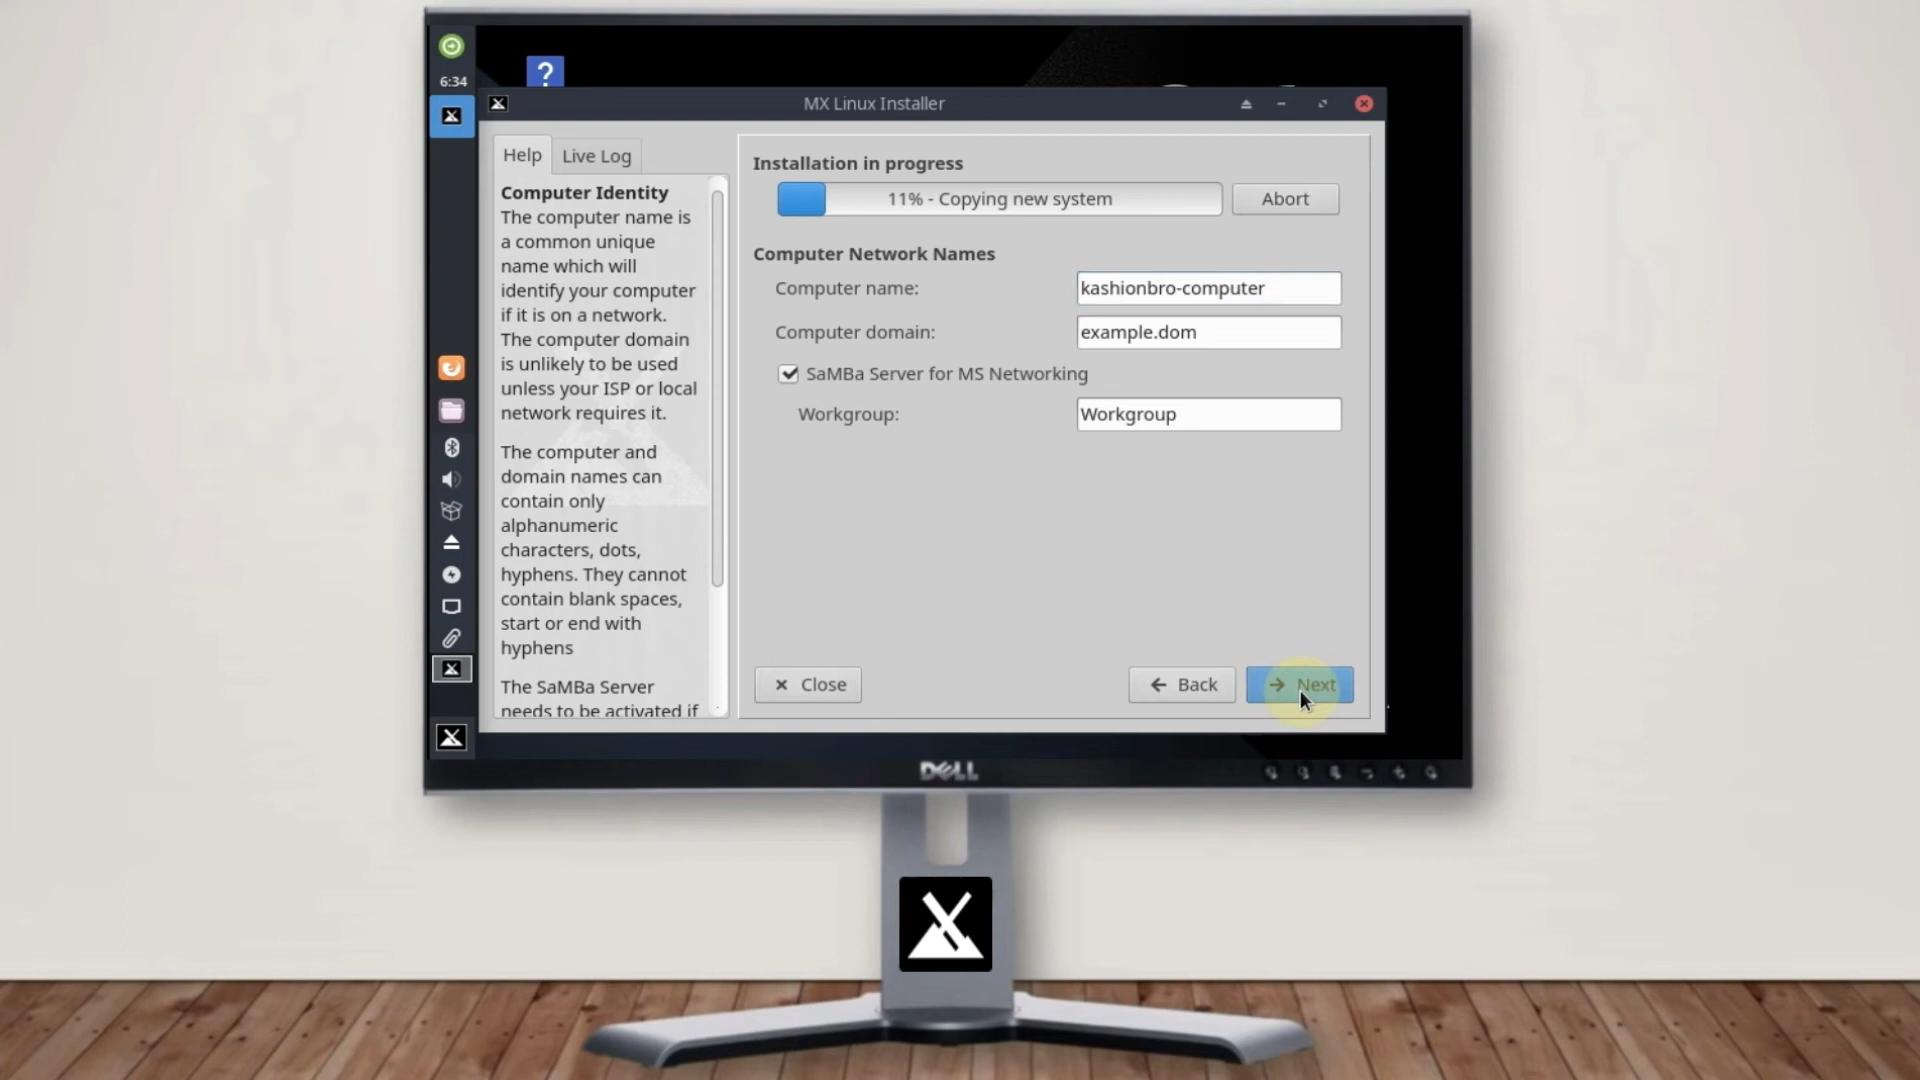 6:34
?
MX Linux Installer
Help
Live Log
Computer Identity
The computer name is
a common unique
name which will
identify your computer
if it is on a network.
The computer domain
is unlikely to be used
unless your ISP or local
network requires it.
The computer and
domain names can
contain only
alphanumeric
characters, dots,
hyphens. They cannot
contain blank spaces,
start or end with
hyphens
The SaMBa Server
needs to be activated if
Installation in progress
11% - Copying new system
Abort
Computer Network Names
Computer name:
kashionbro-computer
Computer domain:
example.dom
SaMBa Server for MS Networking
Workgroup:
Workgroup
Close
Back
Next
DELL